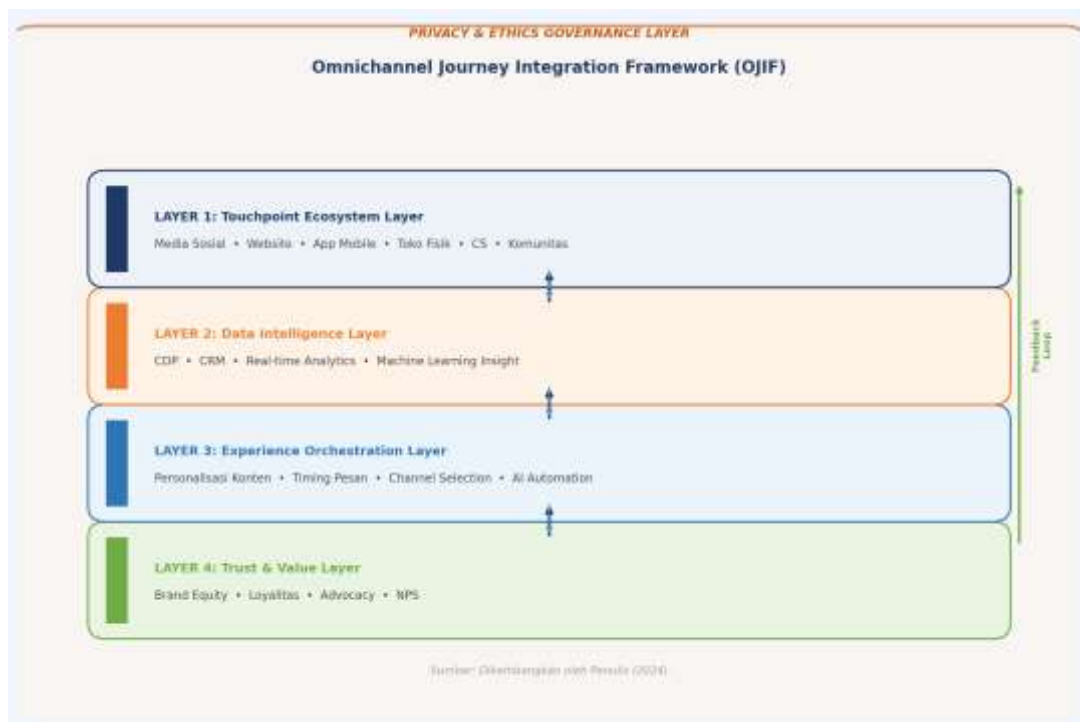 PRIVACY & ETHICS GOVERNANCE LAYER
Omnichannel Journey Integration Framework (OJIF)
LAYER 1: Touchpoint Ecosystem Layer
Media Sosial • Website • App Mobile • Toko Fisik • CS • Komunitas
LAYER 2: Data Intelligence Layer
CDP • CRM • Real-time Analytics • Machine Learning Insight
Feedback
Loop
LAYER 3: Experience Orchestration Layer
Personalisasi Konten • Timing Pesan • Channel Selection • AI Automation
LAYER 4: Trust & Value Layer
Brand Equity • Loyalitas • Advocacy • NPS
Sumber: Dikembangkan oleh Penulis (2024)